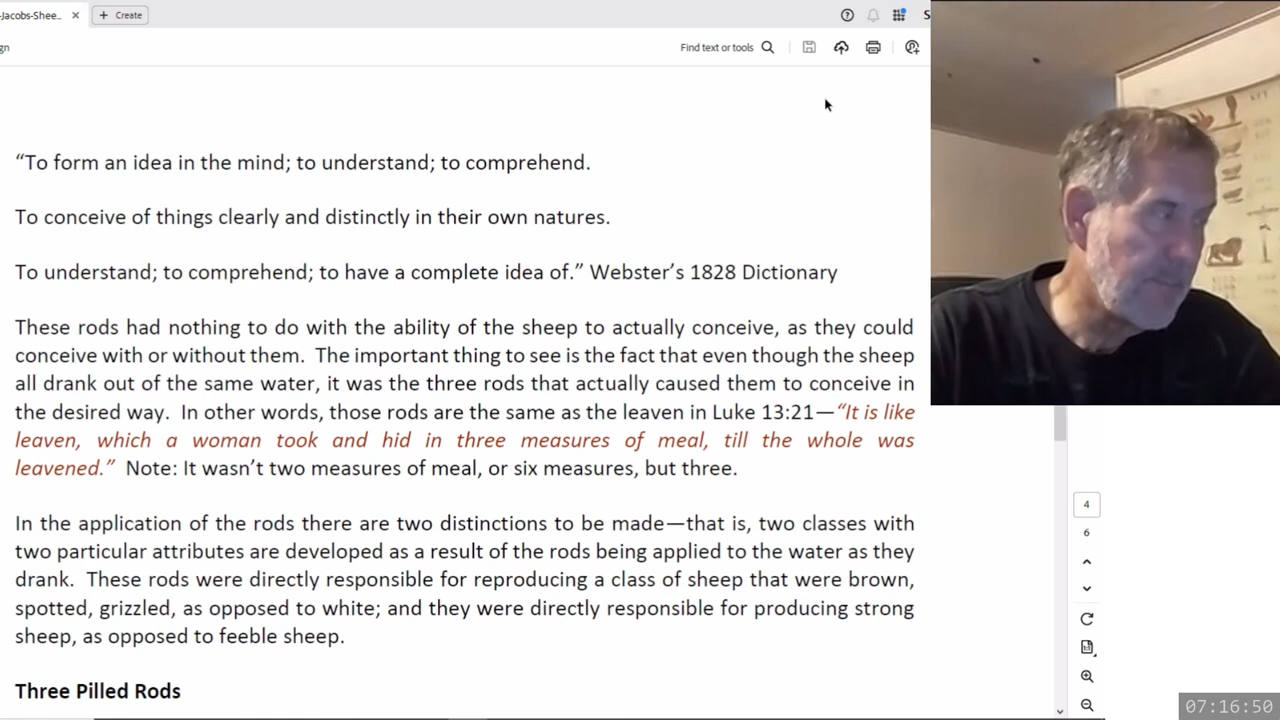 -Jacobs-Shee...
Create
gn
Find text or tools
“To form an idea in the mind; to understand; to comprehend.
To conceive of things clearly and distinctly in their own natures.
To understand; to comprehend; to have a complete idea of.” Webster’s 1828 Dictionary
These rods had nothing to do with the ability of the sheep to actually conceive, as they could
conceive with or without them. The important thing to see is the fact that even though the sheep
all drank out of the same water, it was the three rods that actually caused them to conceive in
the desired way. In other words, those rods are the same as the leaven in Luke 13:21—“It is like
leaven, which a woman took and hid in three measures of meal, till the whole was
leavened.” Note: It wasn’t two measures of meal, or six measures, but three.
In the application of the rods there are two distinctions to be made—that is, two classes with
two particular attributes are developed as a result of the rods being applied to the water as they
drank. These rods were directly responsible for reproducing a class of sheep that were brown,
spotted, grizzled, as opposed to white; and they were directly responsible for producing strong
sheep, as opposed to feeble sheep.
Three Pilled Rods
4
6
07:16:50